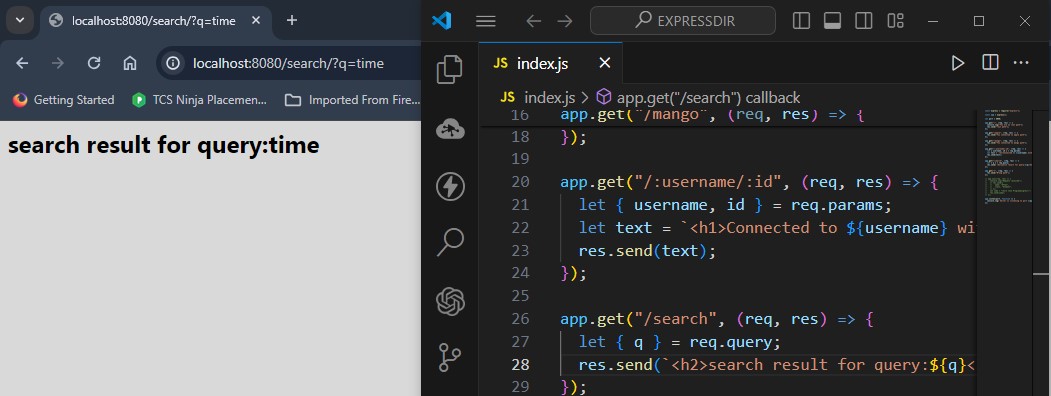 localhost:8080/search/?q=time
localhost:8080/search/?q=time
Getting Started
TCS Ninja Placemen...
Imported From Fire...
search result for query:time
EXPRESSDIR
JS index.js
JS index.js > app.get("/search") callback
16 app.get("/mango", (req, res) => {
18 });
19
20 app.get("/:username/:id", (req, res) => {
21 let { username, id } = req.params;
22 let text = `<h1>Connected to ${username} wi
23 res.send(text);
24 });
25
26 app.get("/search", (req, res) => {
27 let { q } = req.query;
28 res.send(`<h2>search result for query:${q}<
29 });